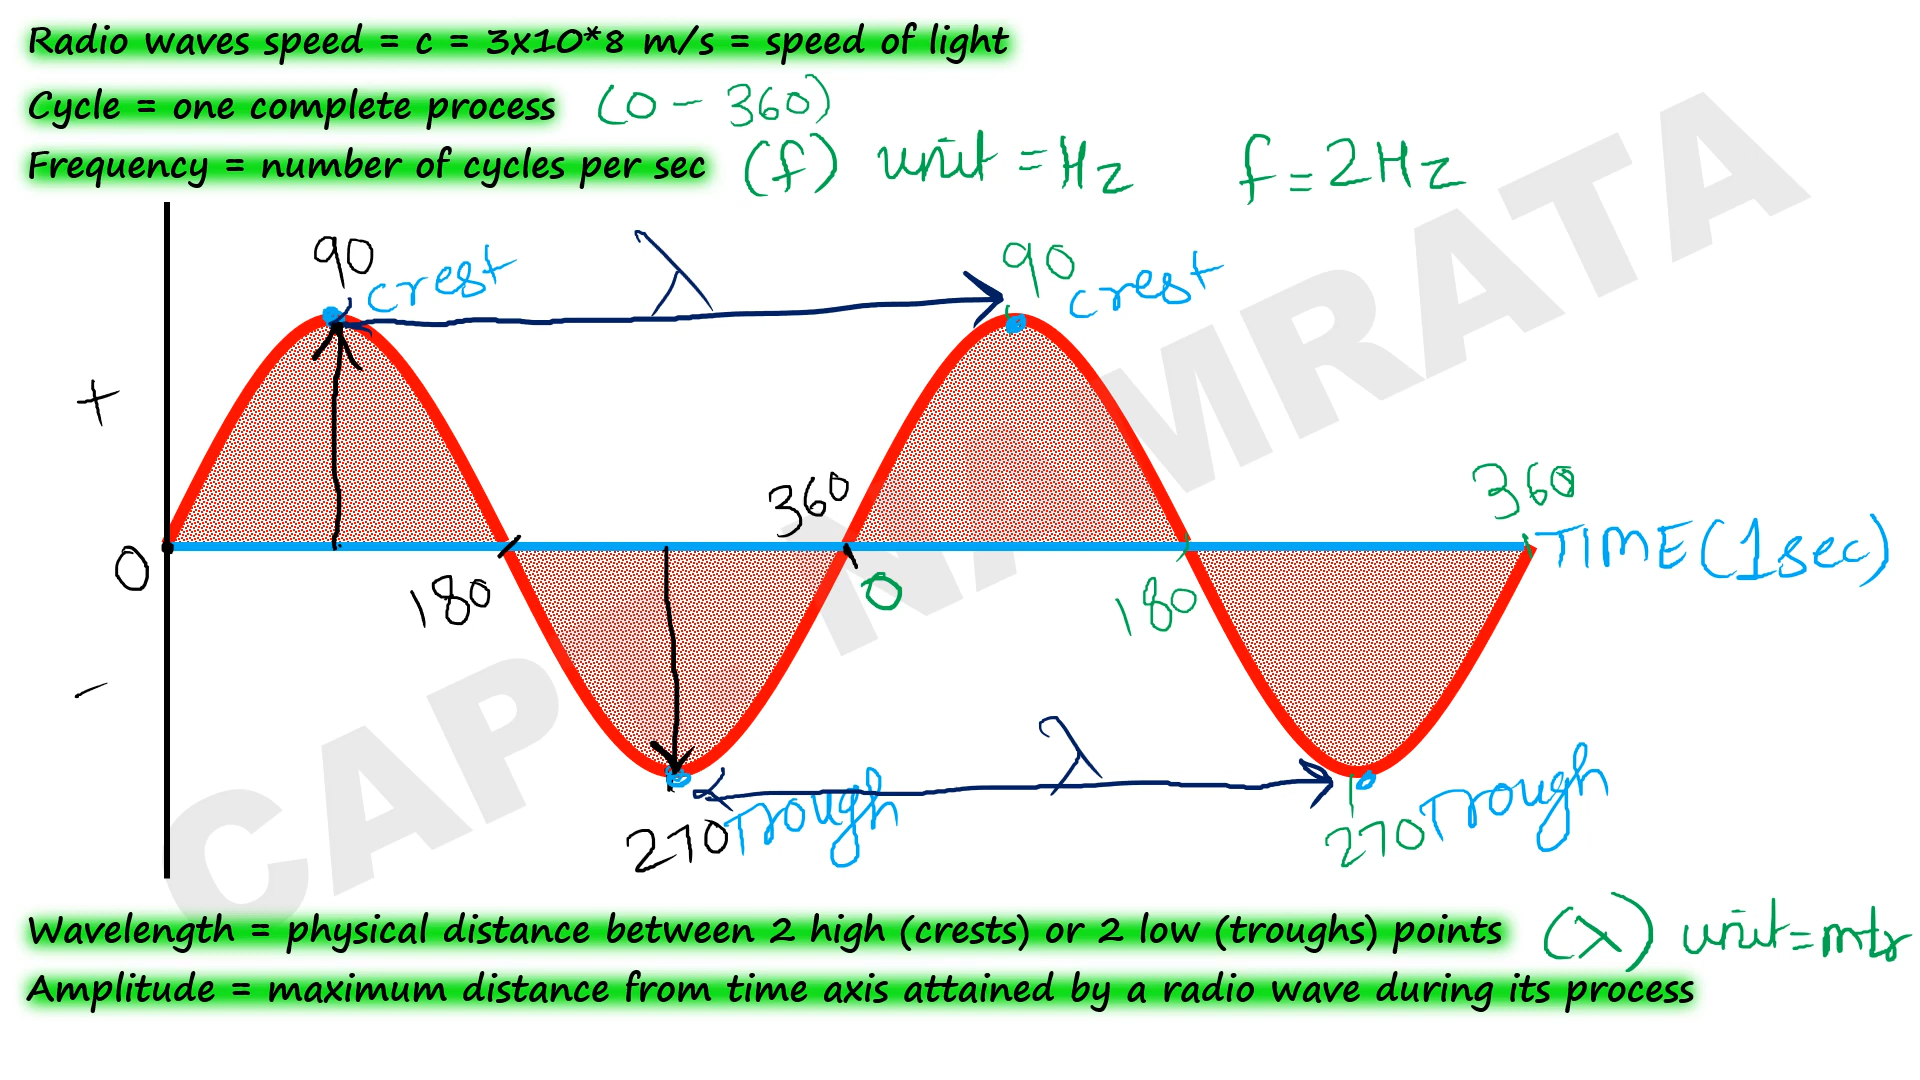 Radio waves speed = c = 3x10*8 m/s = speed of light
Cycle = one complete process (0 - 360)
Frequency = number of cycles per sec (f) unit = Hz f = 2Hz
90 crest λ 90 crest
+
360 360
0 180 0 180 TIME (1sec)
-
λ
270 Trough 270 Trough
Wavelength = physical distance between 2 high (crests) or 2 low (troughs) points (λ) unit = mtr
Amplitude = maximum distance from time axis attained by a radio wave during its process
CAP NAMRATA